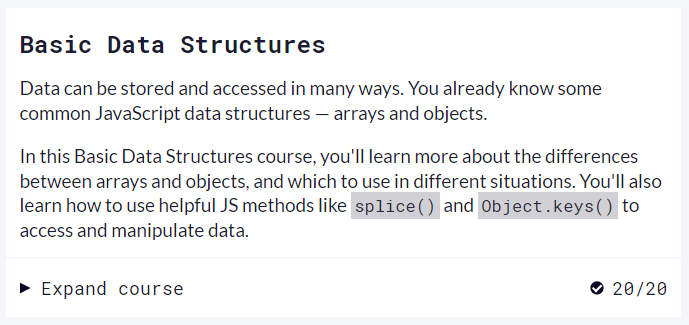 Basic Data Structures
Data can be stored and accessed in many ways. You already know some
common JavaScript data structures — arrays and objects.
In this Basic Data Structures course, you'll learn more about the differences
between arrays and objects, and which to use in different situations. You'll also
learn how to use helpful JS methods like splice() and Object.keys() to
access and manipulate data.
Expand course 20/20